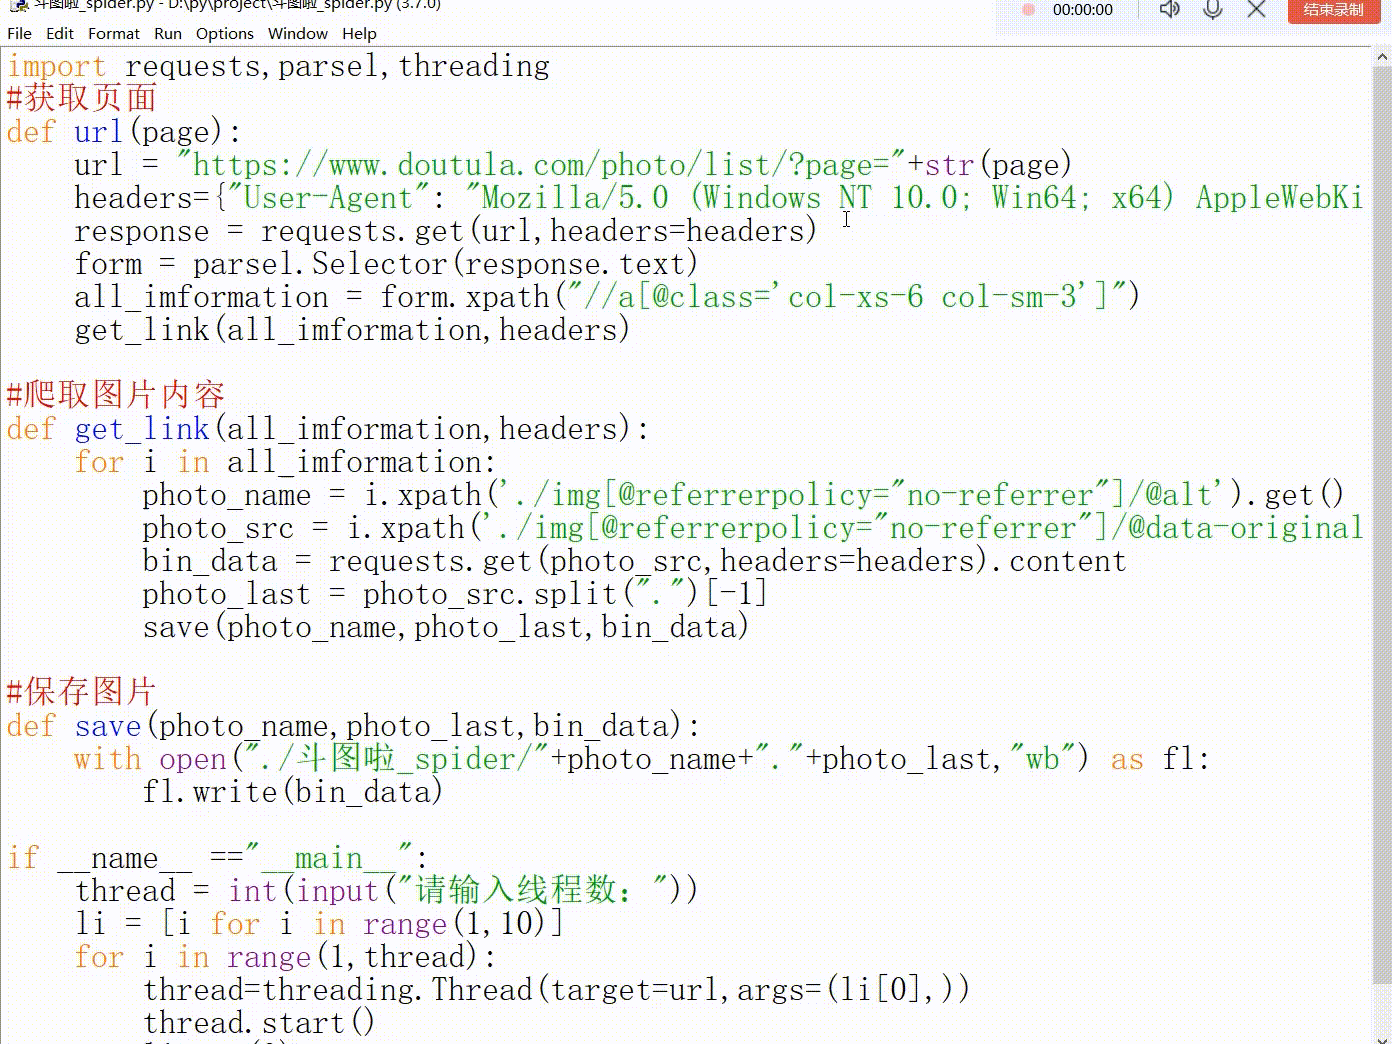 斗图啦_spider.py - D:\py\project\斗图啦_spider.py (3.7.0)
00:00:00
结束录制
File Edit Format Run Options Window Help
import requests,parsel,threading
#获取页面
def url(page):
    url = "https://www.doutula.com/photo/list/?page="+str(page)
    headers={"User-Agent": "Mozilla/5.0 (Windows NT 10.0; Win64; x64) AppleWebKi
    response = requests.get(url,headers=headers)
    form = parsel.Selector(response.text)
    all_imformation = form.xpath("//a[@class='col-xs-6 col-sm-3']")
    get_link(all_imformation,headers)
#爬取图片内容
def get_link(all_imformation,headers):
    for i in all_imformation:
        photo_name = i.xpath('./img[@referrerpolicy="no-referrer"]/@alt').get()
        photo_src = i.xpath('./img[@referrerpolicy="no-referrer"]/@data-original
        bin_data = requests.get(photo_src,headers=headers).content
        photo_last = photo_src.split(".")[-1]
        save(photo_name,photo_last,bin_data)
#保存图片
def save(photo_name,photo_last,bin_data):
    with open("./斗图啦_spider/"+photo_name+"."+photo_last,"wb") as fl:
        fl.write(bin_data)
if __name__ =="__main__":
    thread = int(input("请输入线程数："))
    li = [i for i in range(1,10)]
    for i in range(1,thread):
        thread=threading.Thread(target=url,args=(li[0],))
        thread.start()